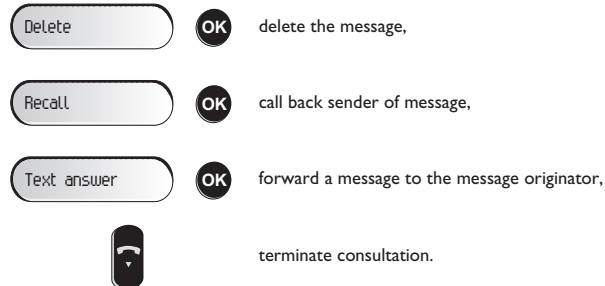 Delete OK delete the message,
Recall OK call back sender of message,
Text answer OK forward a message to the message originator,
terminate consultation.